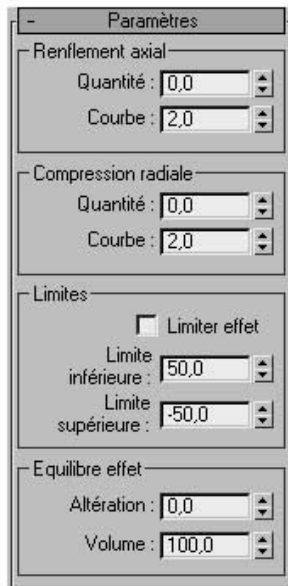 - Paramètres
Renflement axial
Quantité : 0,0
Courbe : 2,0
Compression radiale
Quantité : 0,0
Courbe : 2,0
Limites
Limiter effet
Limite
inférieure : 50,0
Limite
supérieure : -50,0
Equilibre effet
Altération : 0,0
Volume : 100,0